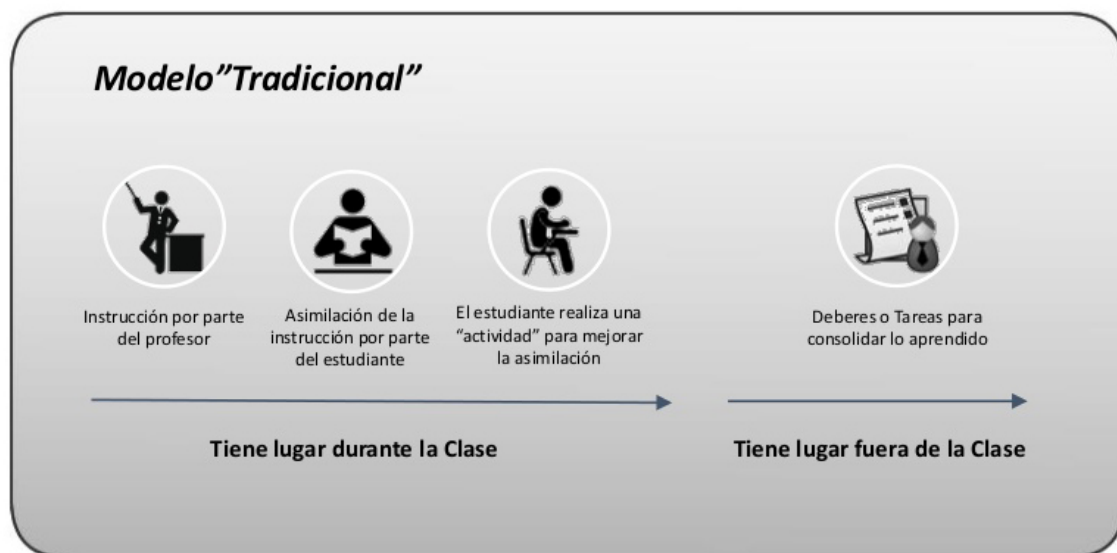 Modelo”Tradicional”
Instrucción por parte
del profesor
Asimilación de la
instrucción por parte
del estudiante
El estudiante realiza una
“actividad” para mejorar
la asimilación
Deberes o Tareas para
consolidar lo aprendido
Tiene lugar durante la Clase
Tiene lugar fuera de la Clase